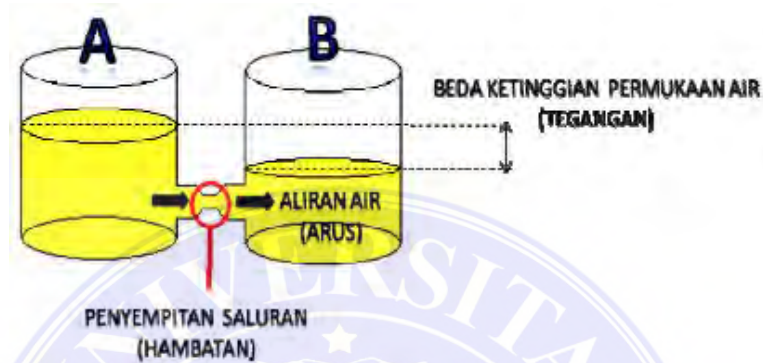 A
B
BEDA KETINGGIAN PERMUKAAN AIR
(TEGANGAN)
ALIRAN AIR
(ARUS)
PENYEMPITAN SALURAN
(HAMBATAN)